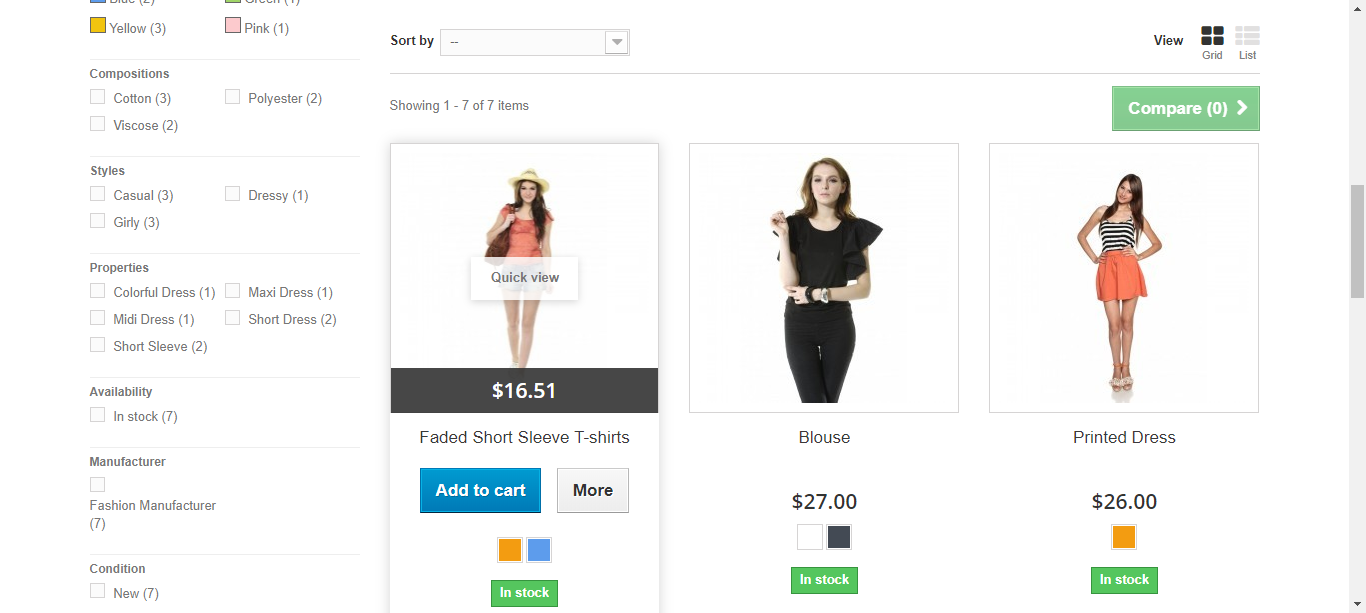 Blue (2) Green (1)
Yellow (3) Pink (1)
Compositions
Cotton (3) Polyester (2)
Viscose (2)
Styles
Casual (3) Dressy (1)
Girly (3)
Properties
Colorful Dress (1) Maxi Dress (1)
Midi Dress (1) Short Dress (2)
Short Sleeve (2)
Availability
In stock (7)
Manufacturer
Fashion Manufacturer
(7)
Condition
New (7)
Sort by --
View
Grid List
Showing 1 - 7 of 7 items
Compare (0)
Quick view
$16.51
Faded Short Sleeve T-shirts
Add to cart More
In stock
Blouse
$27.00
In stock
Printed Dress
$26.00
In stock